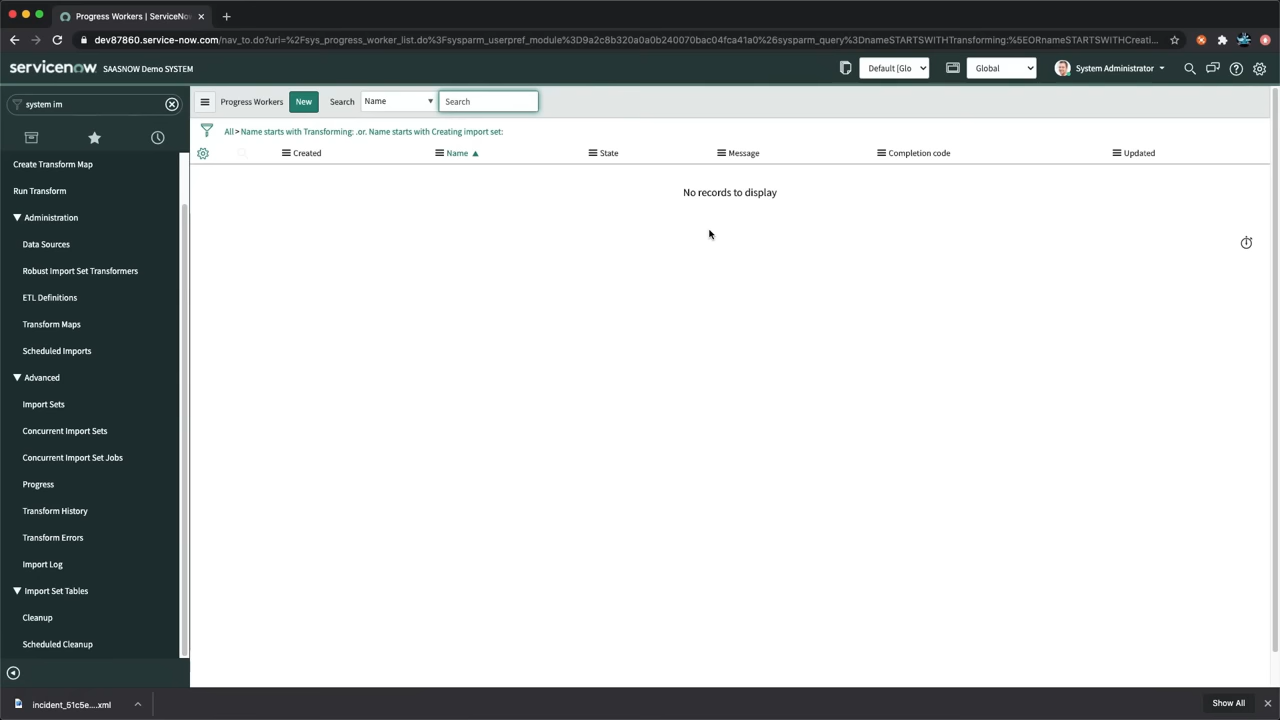 Progress Workers | ServiceNow
dev87860.service-now.com/nav_to.do?uri=%2Fsys_progress_worker_list.do%3Fsysparm_userpref_module%3D9a2c8b320a0a0b240070bac04fca41a0%26sysparm_query%3DnameSTARTSWITHTransforming:%5EORnameSTARTSWITHCreati...
servicenow SAASNOW Demo SYSTEM
Default [Glo
Global
System Administrator
system im
Progress Workers
New
Search
Name
Search
All > Name starts with Transforming: .or. Name starts with Creating import set:
Created
Name
State
Message
Completion code
Updated
No records to display
Create Transform Map
Run Transform
Administration
Data Sources
Robust Import Set Transformers
ETL Definitions
Transform Maps
Scheduled Imports
Advanced
Import Sets
Concurrent Import Sets
Concurrent Import Set Jobs
Progress
Transform History
Transform Errors
Import Log
Import Set Tables
Cleanup
Scheduled Cleanup
incident_51c5e....xml
Show All